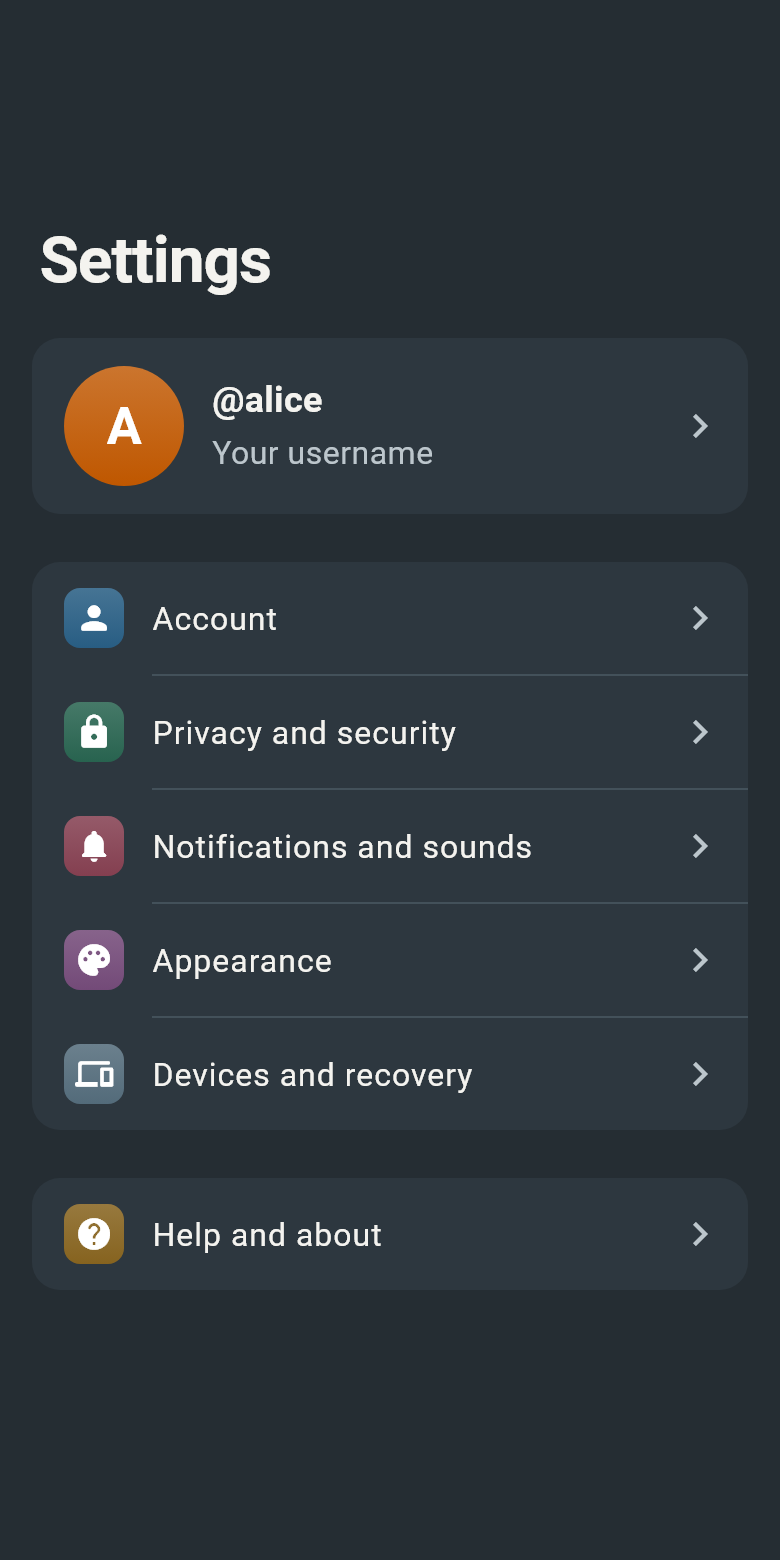 Settings
A
@alice
Your username
Account
Privacy and security
Notifications and sounds
Appearance
Devices and recovery
Help and about